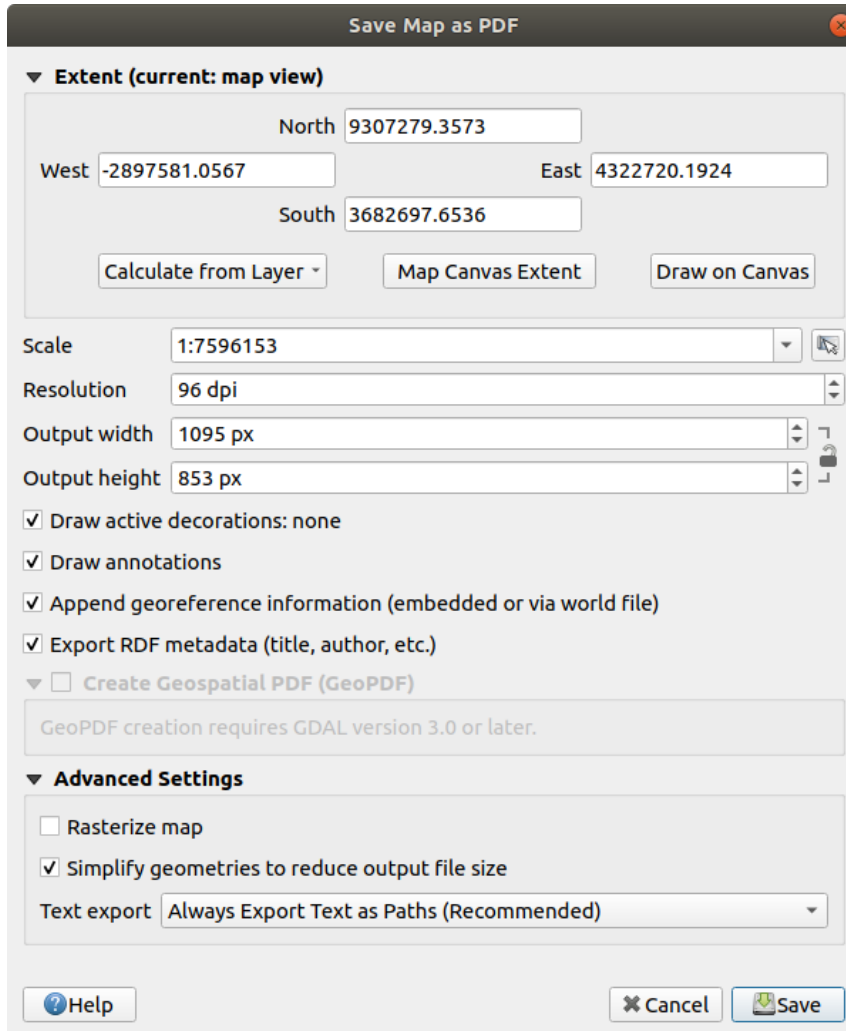 Save Map as PDF
Extent (current: map view)
North 9307279.3573
West -2897581.0567 East 4322720.1924
South 3682697.6536
Calculate from Layer Map Canvas Extent Draw on Canvas
Scale 1:7596153
Resolution 96 dpi
Output width 1095 px
Output height 853 px
Draw active decorations: none
Draw annotations
Append georeference information (embedded or via world file)
Export RDF metadata (title, author, etc.)
Create Geospatial PDF (GeoPDF)
GeoPDF creation requires GDAL version 3.0 or later.
Advanced Settings
Rasterize map
Simplify geometries to reduce output file size
Text export Always Export Text as Paths (Recommended)
Help Cancel Save